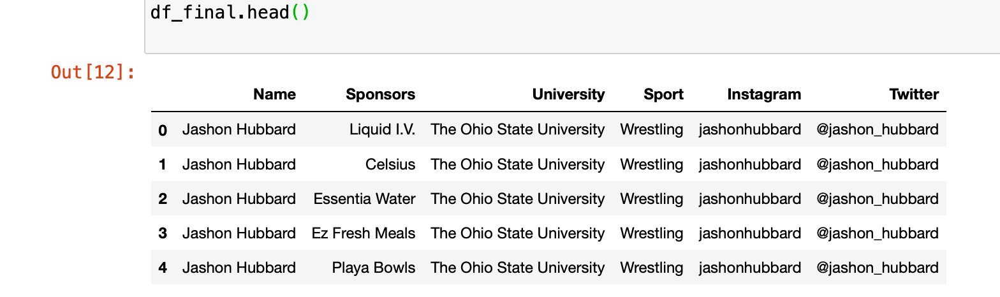 df_final.head()
Out[12]:
Name Sponsors University Sport Instagram Twitter
0 Jashon Hubbard Liquid I.V. The Ohio State University Wrestling jashonhubbard @jashon_hubbard
1 Jashon Hubbard Celsius The Ohio State University Wrestling jashonhubbard @jashon_hubbard
2 Jashon Hubbard Essentia Water The Ohio State University Wrestling jashonhubbard @jashon_hubbard
3 Jashon Hubbard Ez Fresh Meals The Ohio State University Wrestling jashonhubbard @jashon_hubbard
4 Jashon Hubbard Playa Bowls The Ohio State University Wrestling jashonhubbard @jashon_hubbard